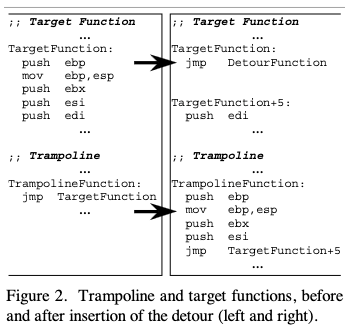 ;; Target Function
...
TargetFunction:
push ebp
mov ebp,esp
push ebx
push esi
push edi
...
;; Trampoline
...
TrampolineFunction:
jmp TargetFunction
...
;; Target Function
...
TargetFunction:
jmp DetourFunction
TargetFunction+5:
push edi
...
;; Trampoline
...
TrampolineFunction:
push ebp
mov ebp,esp
push ebx
push esi
jmp TargetFunction+5
...
Figure 2. Trampoline and target functions, before
and after insertion of the detour (left and right).